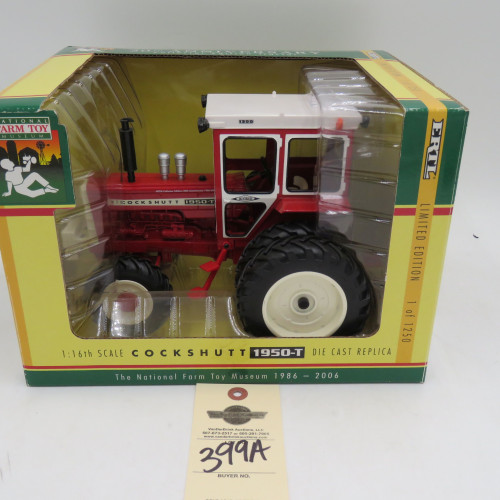 NATIONAL
FARM TOY
MUSEUM
1950
COCKSHUTT 1950-T
ERTL
LIMITED EDITION 1 of 1250
1:16th SCALE COCKSHUTT 1950-T DIE CAST REPLICA
The National Farm Toy Museum 1986 – 2006
399A
BUYER NO.